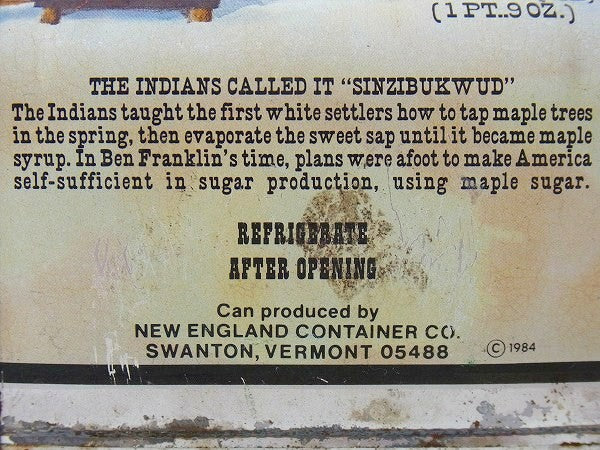 (1 PT..9 OZ.)
THE INDIANS CALLED IT "SINZIBUKWUD"
The Indians taught the first white settlers how to tap maple trees
in the spring, then evaporate the sweet sap until it became maple
syrup. In Ben Franklin's time, plans were afoot to make America
self-sufficient in sugar production, using maple sugar.
REFRIGERATE
AFTER OPENING
Can produced by
NEW ENGLAND CONTAINER CO.
SWANTON, VERMONT 05488
© 1984